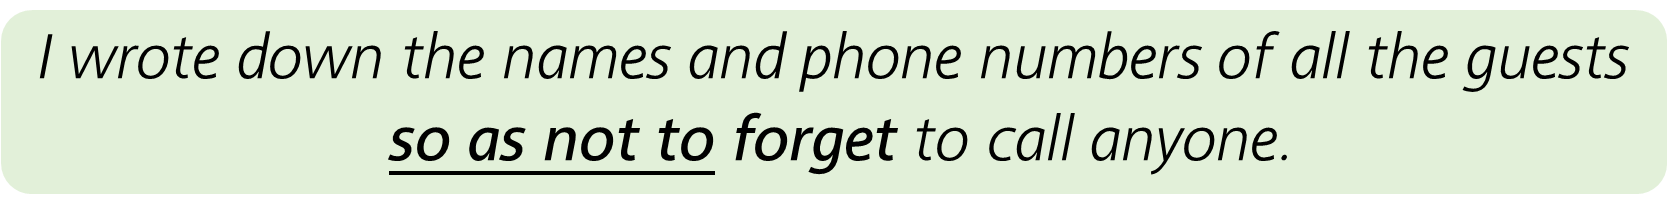 I wrote down the names and phone numbers of all the guests
so as not to forget to call anyone.